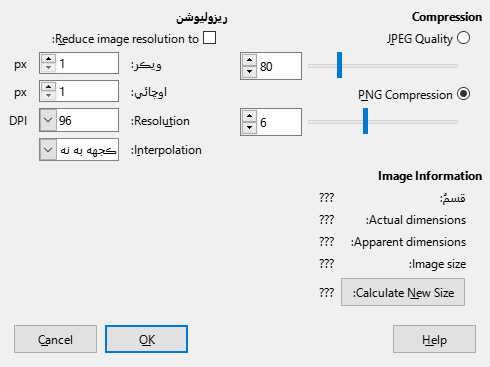 Compression
JPEG Quality
80
PNG Compression
6
ريزوليوشن
Reduce image resolution to:
ويڪر: 1 px
اوچائي: 1 px
Resolution: 96 DPI
Interpolation: ڪجهه به نه
Image Information
قسمُ: ???
Actual dimensions: ???
Apparent dimensions: ???
Image size: ???
Calculate New Size: ???
Help
OK
Cancel